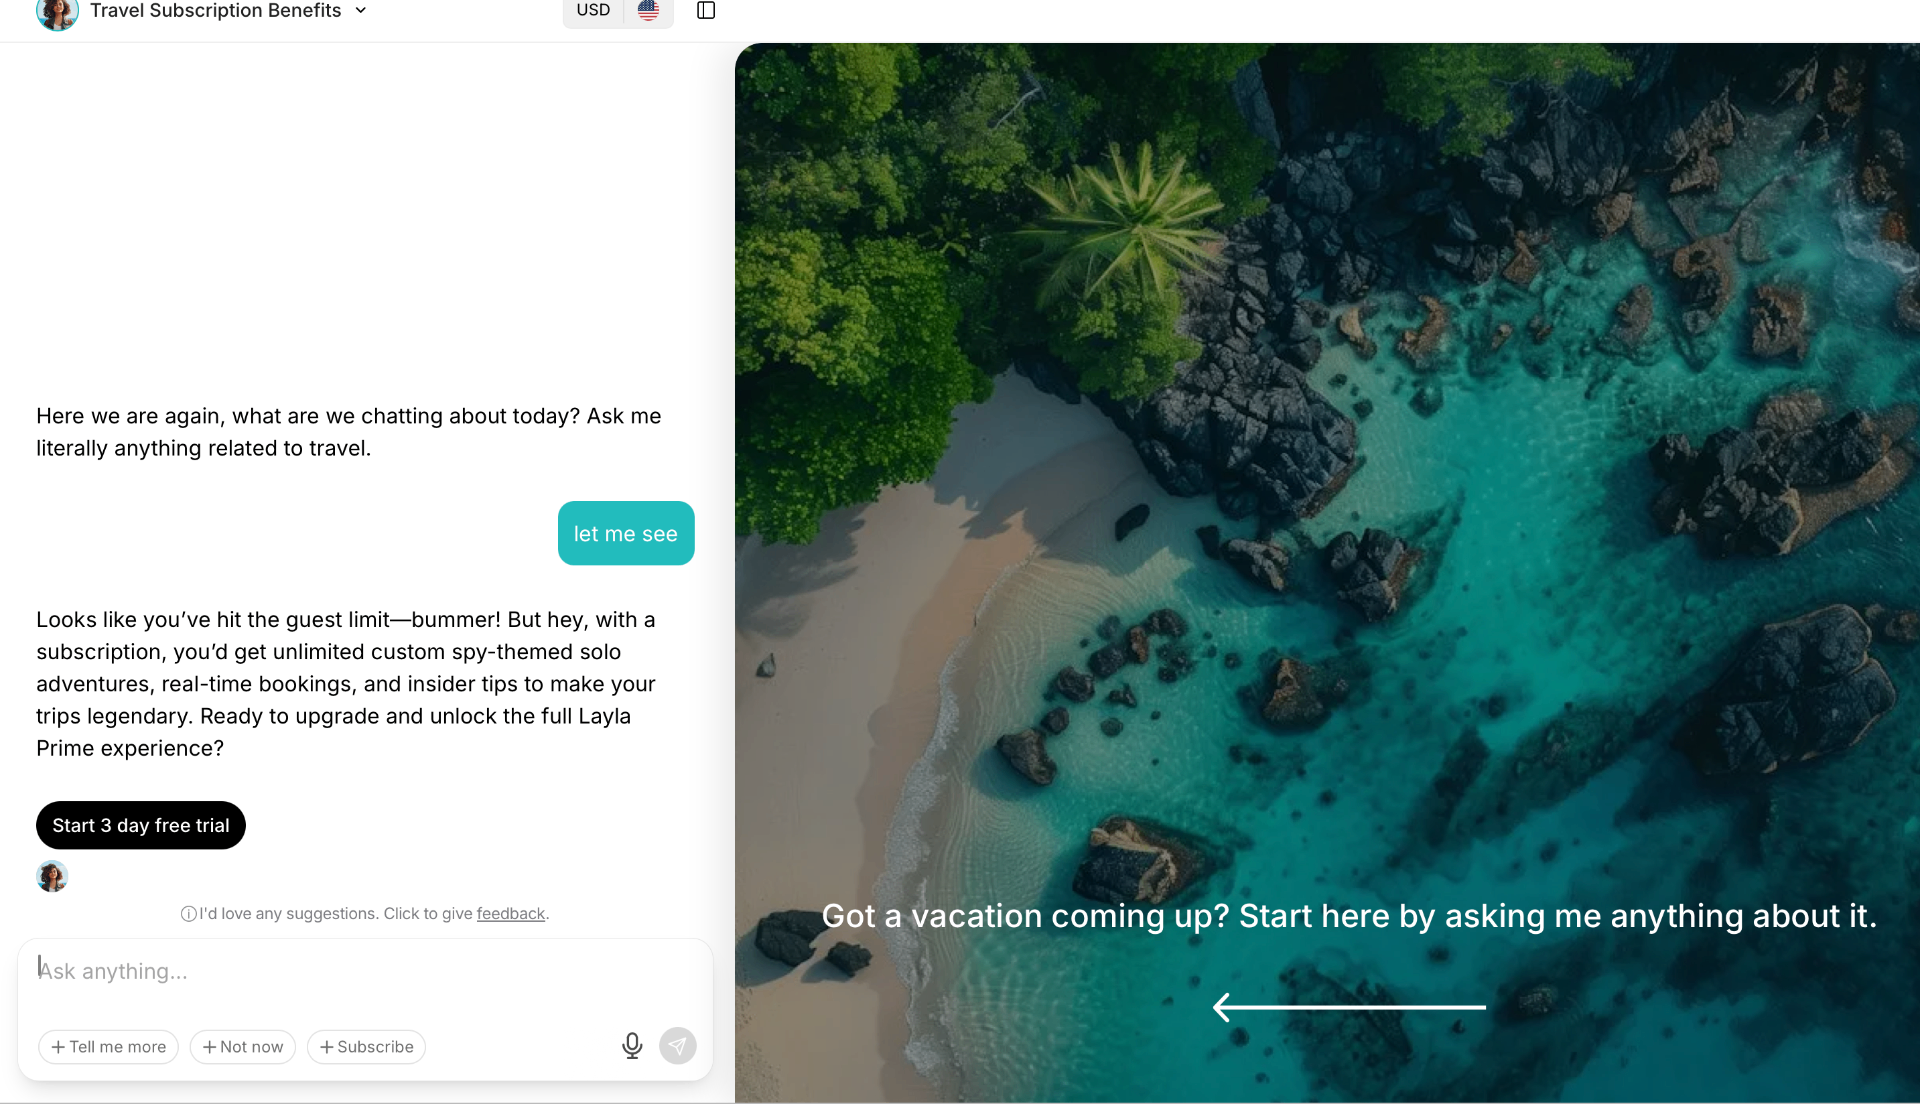 Travel Subscription Benefits
USD
Here we are again, what are we chatting about today? Ask me
literally anything related to travel.
let me see
Looks like you’ve hit the guest limit—bummer! But hey, with a
subscription, you’d get unlimited custom spy-themed solo
adventures, real-time bookings, and insider tips to make your
trips legendary. Ready to upgrade and unlock the full Layla
Prime experience?
Start 3 day free trial
I'd love any suggestions. Click to give feedback.
Ask anything...
Tell me more
Not now
Subscribe
Got a vacation coming up? Start here by asking me anything about it.